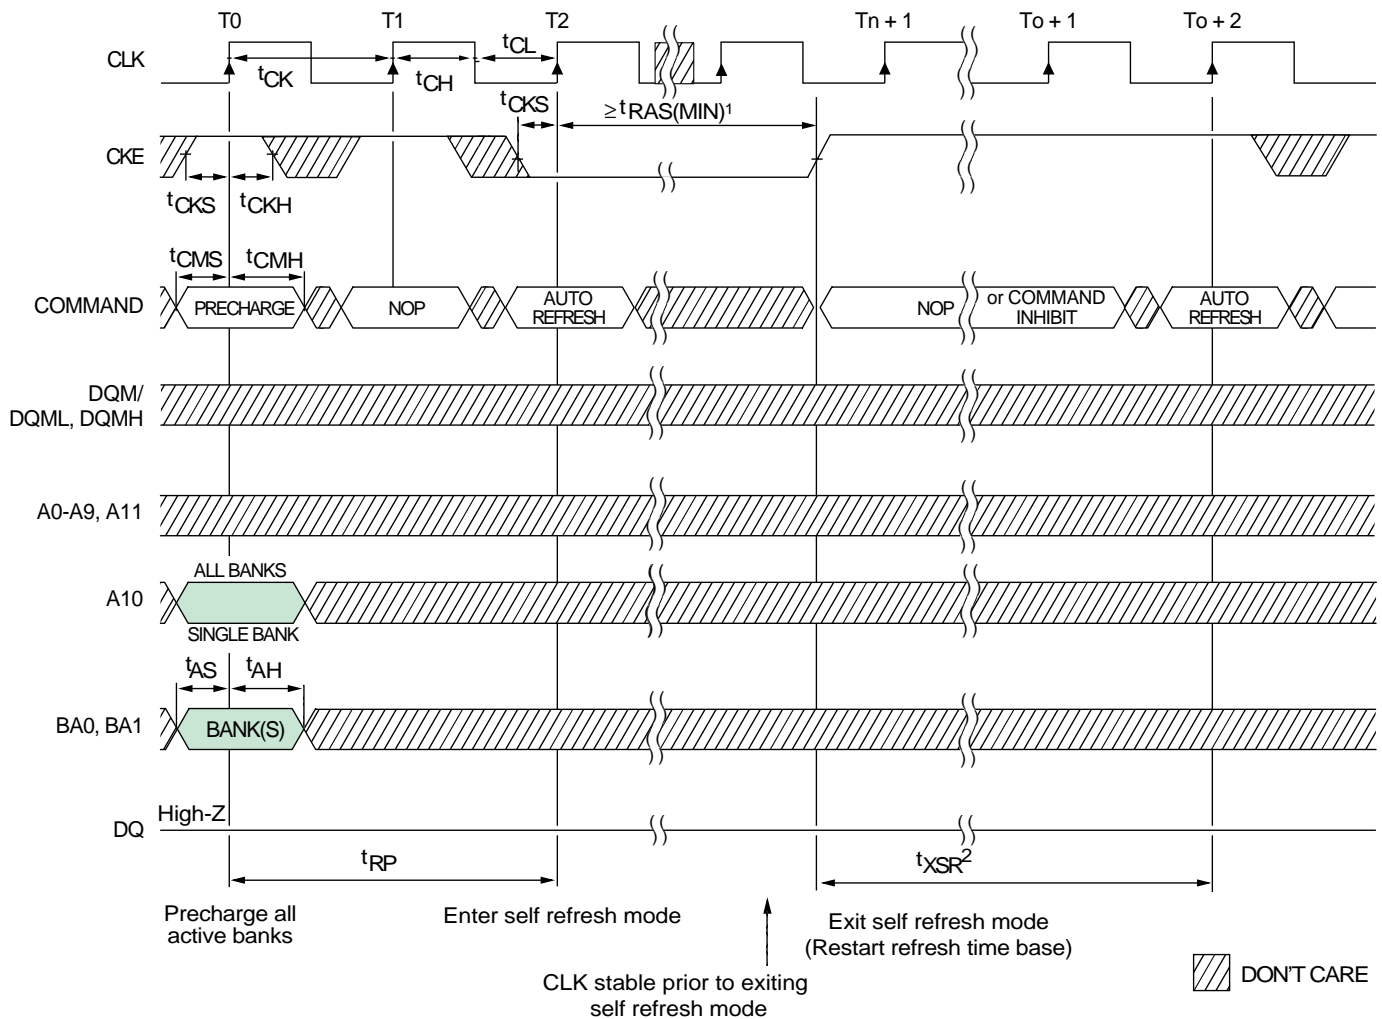 T0 T1 T2 Tn + 1 To + 1 To + 2
CLK
tCK tCH tCL
tCKS ≥tRAS(MIN)1
CKE
tCKS tCKH
tCMS tCMH
COMMAND
PRECHARGE
NOP
AUTO
REFRESH
NOP
or COMMAND
INHIBIT
AUTO
REFRESH
DQM/
DQML, DQMH
A0-A9, A11
ALL BANKS
A10
SINGLE BANK
tAS tAH
BA0, BA1
BANK(S)
High-Z
DQ
tRP tXSR2
Precharge all
active banks
Enter self refresh mode
Exit self refresh mode
(Restart refresh time base)
CLK stable prior to exiting
self refresh mode
DON'T CARE